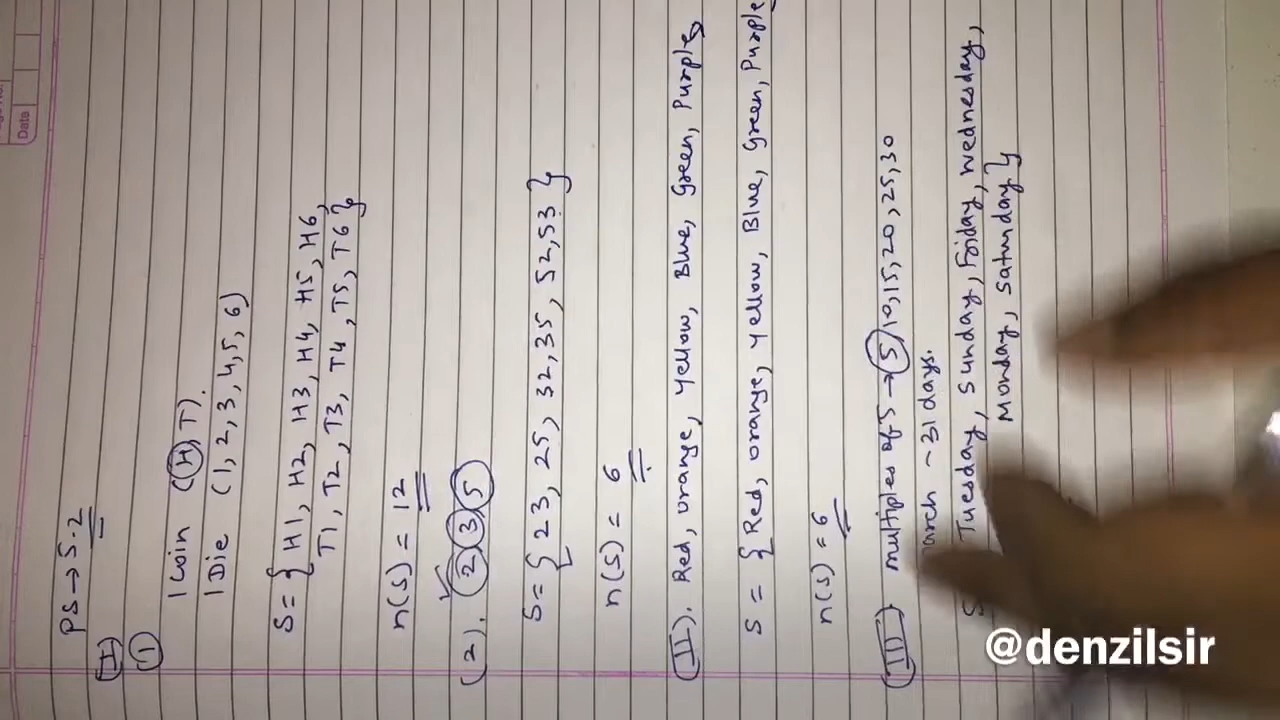 Date
PS → 5.2
(I)
(1)
1 Coin (H, T).
1 Die (1, 2, 3, 4, 5, 6)
S = { H1, H2, H3, H4, H5, H6,
T1, T2, T3, T4, T5, T6 }
n(S) = 12
(2). 2 3 5
S = { 23, 25, 32, 35, 52, 53 }
n(S) = 6
(II). Red, orange, Yellow, Blue, Green, Purple
S = { Red, orange, Yellow, Blue, Green, Purple
n(S) = 6
(III) multiples of 5 → 5, 10, 15, 20, 25, 30
arch - 31 days.
S Tuesday, Sunday, Friday, Wednesday,
Monday, Saturday }
@denzilsir